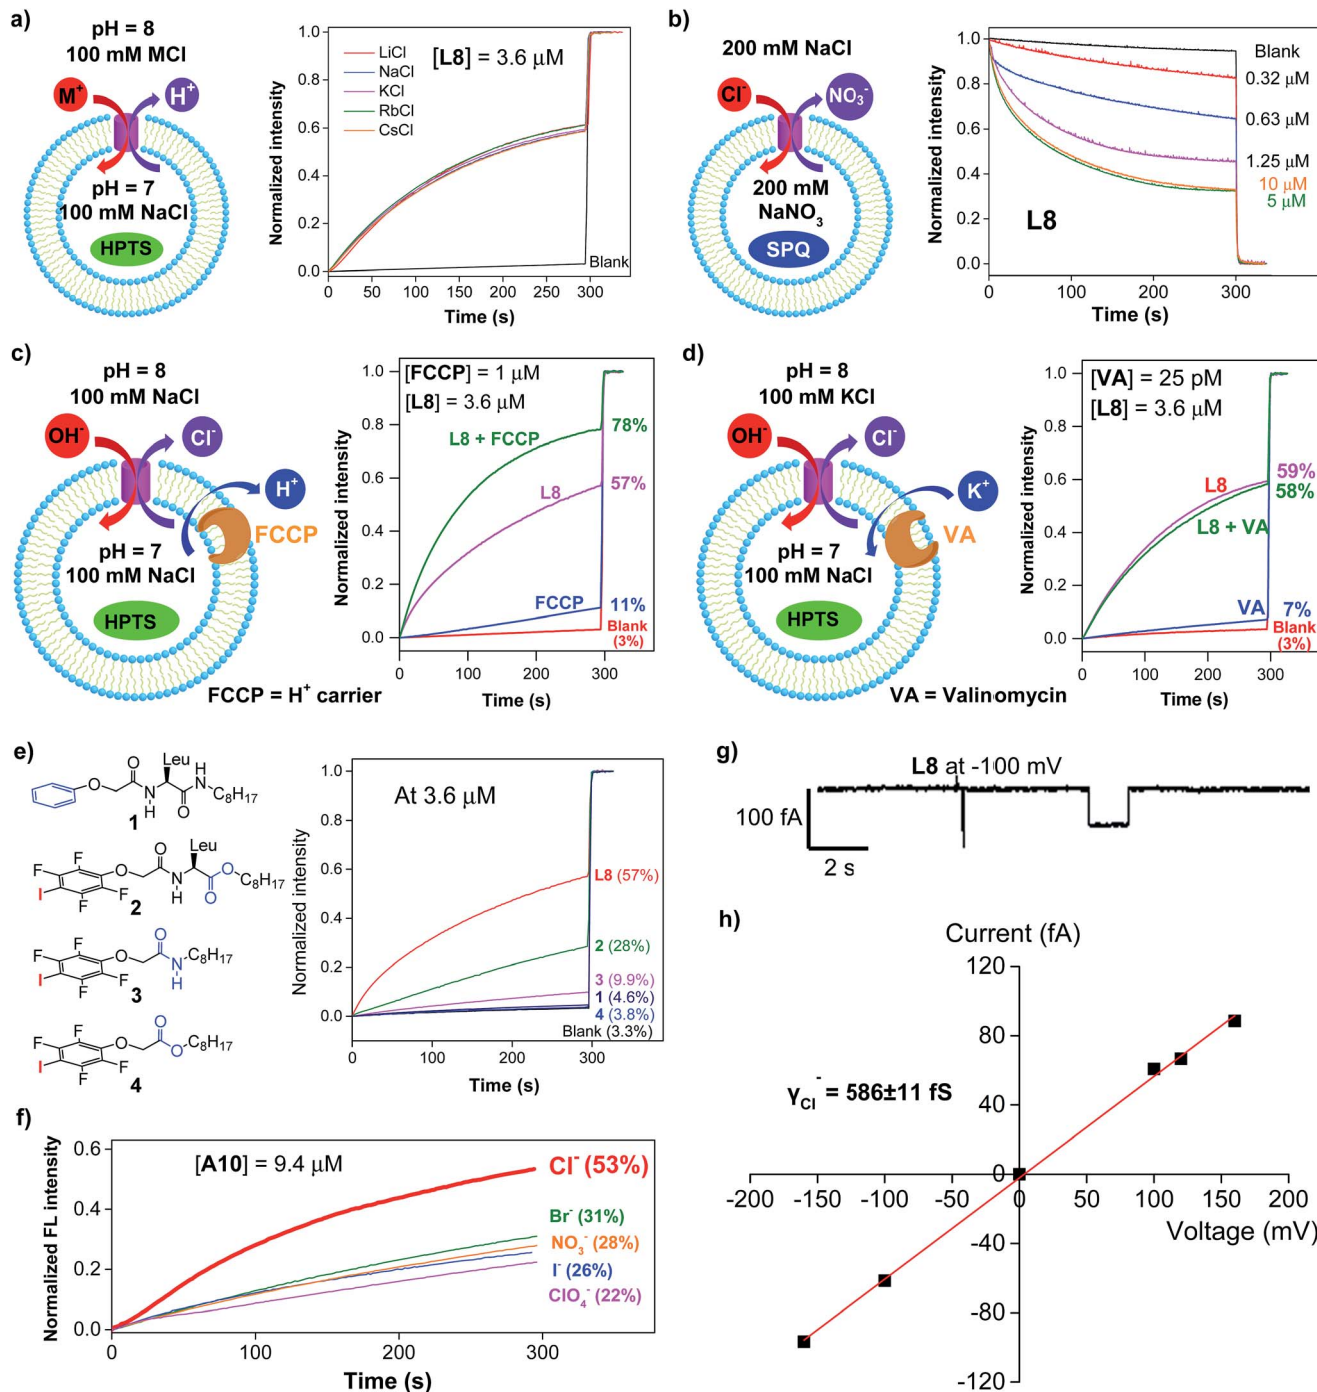 a)
pH = 8
100 mM MCl
M⁺
H⁺
pH = 7
100 mM NaCl
HPTS
Normalized intensity
1.0
0.8
0.6
0.4
0.2
0.0
LiCl
NaCl
KCl
RbCl
CsCl
[L8] = 3.6 μM
Blank
0 50 100 150 200 250 300
Time (s)
b)
200 mM NaCl
Cl⁻
NO₃⁻
200 mM
NaNO₃
SPQ
Normalized intensity
1.0
0.8
0.6
0.4
0.2
0.0
Blank
0.32 μM
0.63 μM
1.25 μM
10 μM
5 μM
L8
0 100 200 300
Time (s)
c)
pH = 8
100 mM NaCl
OH⁻
Cl⁻
H⁺
FCCP
pH = 7
100 mM NaCl
HPTS
FCCP = H⁺ carrier
Normalized intensity
1.0
0.8
0.6
0.4
0.2
0.0
[FCCP] = 1 μM
[L8] = 3.6 μM
L8 + FCCP
78%
L8
57%
FCCP
11%
Blank
(3%)
0 100 200 300
Time (s)
d)
pH = 8
100 mM KCl
OH⁻
Cl⁻
K⁺
VA
pH = 7
100 mM NaCl
HPTS
VA = Valinomycin
Normalized intensity
1.0
0.8
0.6
0.4
0.2
0.0
[VA] = 25 pM
[L8] = 3.6 μM
L8
59%
58%
L8 + VA
VA
7%
Blank
(3%)
0 100 200 300
Time (s)
e)
O
O
N
H
Leu
O
H
N
C₈H₁₇
1
F
F
I
F
F
O
O
N
H
Leu
O
O
C₈H₁₇
2
F
F
I
F
F
O
O
N
H
C₈H₁₇
3
F
F
I
F
F
O
O
O
C₈H₁₇
4
Normalized intensity
1.0
0.8
0.6
0.4
0.2
0.0
At 3.6 μM
L8 (57%)
2 (28%)
3 (9.9%)
1 (4.6%)
4 (3.8%)
Blank (3.3%)
0 100 200 300
Time (s)
f)
Normalized FL intensity
0.6
0.4
0.2
0.0
[A10] = 9.4 μM
Cl⁻ (53%)
Br⁻ (31%)
NO₃⁻ (28%)
I⁻ (26%)
ClO₄⁻ (22%)
0 100 200 300
Time (s)
g)
L8 at -100 mV
100 fA
2 s
h)
Current (fA)
120
80
40
0
-40
-80
-120
γCl⁻ = 586±11 fS
-200 -150 -100 -50 0 50 100 150 200
Voltage (mV)